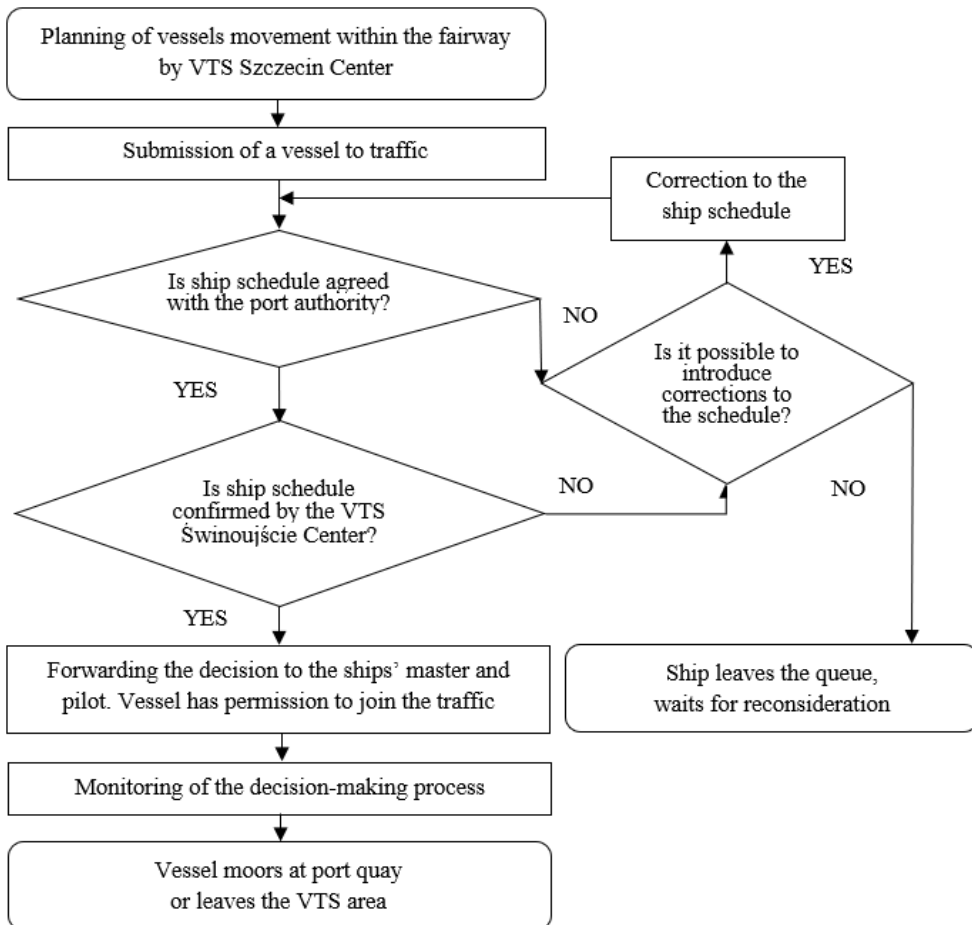 Planning of vessels movement within the fairway
by VTS Szczecin Center
Submission of a vessel to traffic
Correction to the
ship schedule
YES
Is ship schedule agreed
with the port authority?
NO
Is it possible to
introduce
corrections to
the schedule?
YES
Is ship schedule
confirmed by the VTS
Świnoujście Center?
NO
NO
YES
Forwarding the decision to the ships' master and
pilot. Vessel has permission to join the traffic
Ship leaves the queue,
waits for reconsideration
Monitoring of the decision-making process
Vessel moors at port quay
or leaves the VTS area